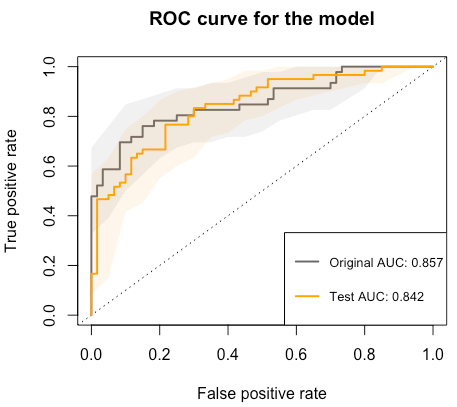 ROC curve for the model
True positive rate
1.0
0.8
0.6
0.4
0.2
0.0
Original AUC: 0.857
Test AUC: 0.842
0.0 0.2 0.4 0.6 0.8 1.0
False positive rate